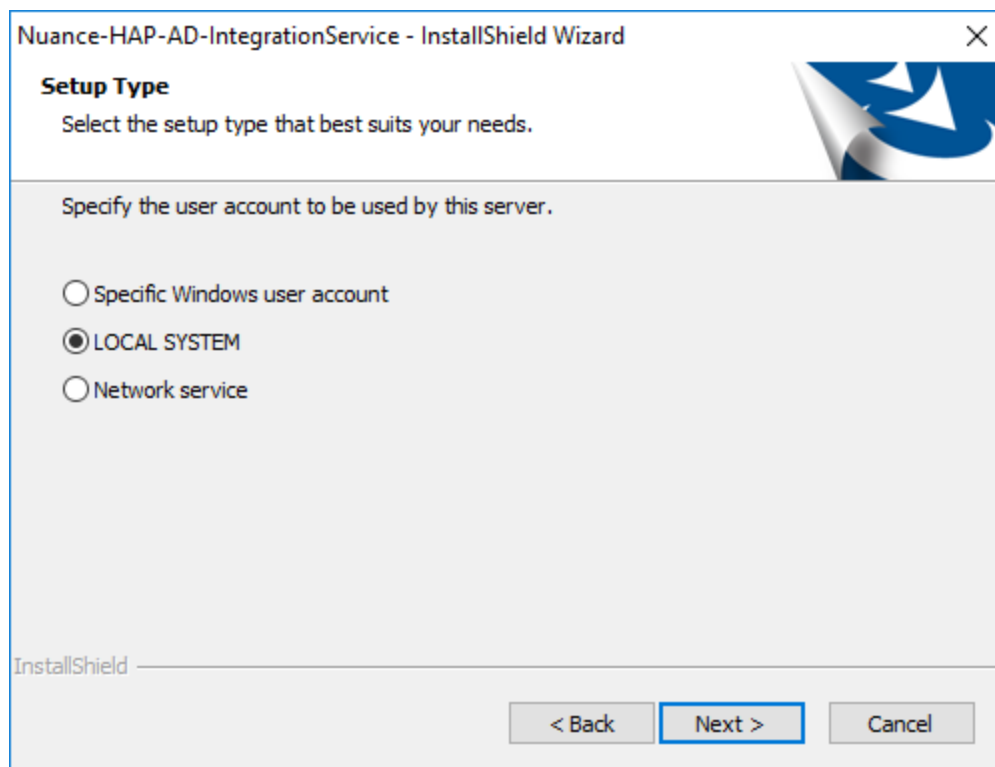 Nuance-HAP-AD-IntegrationService - InstallShield Wizard
Setup Type
Select the setup type that best suits your needs.
Specify the user account to be used by this server.
Specific Windows user account
LOCAL SYSTEM
Network service
InstallShield
< Back
Next >
Cancel